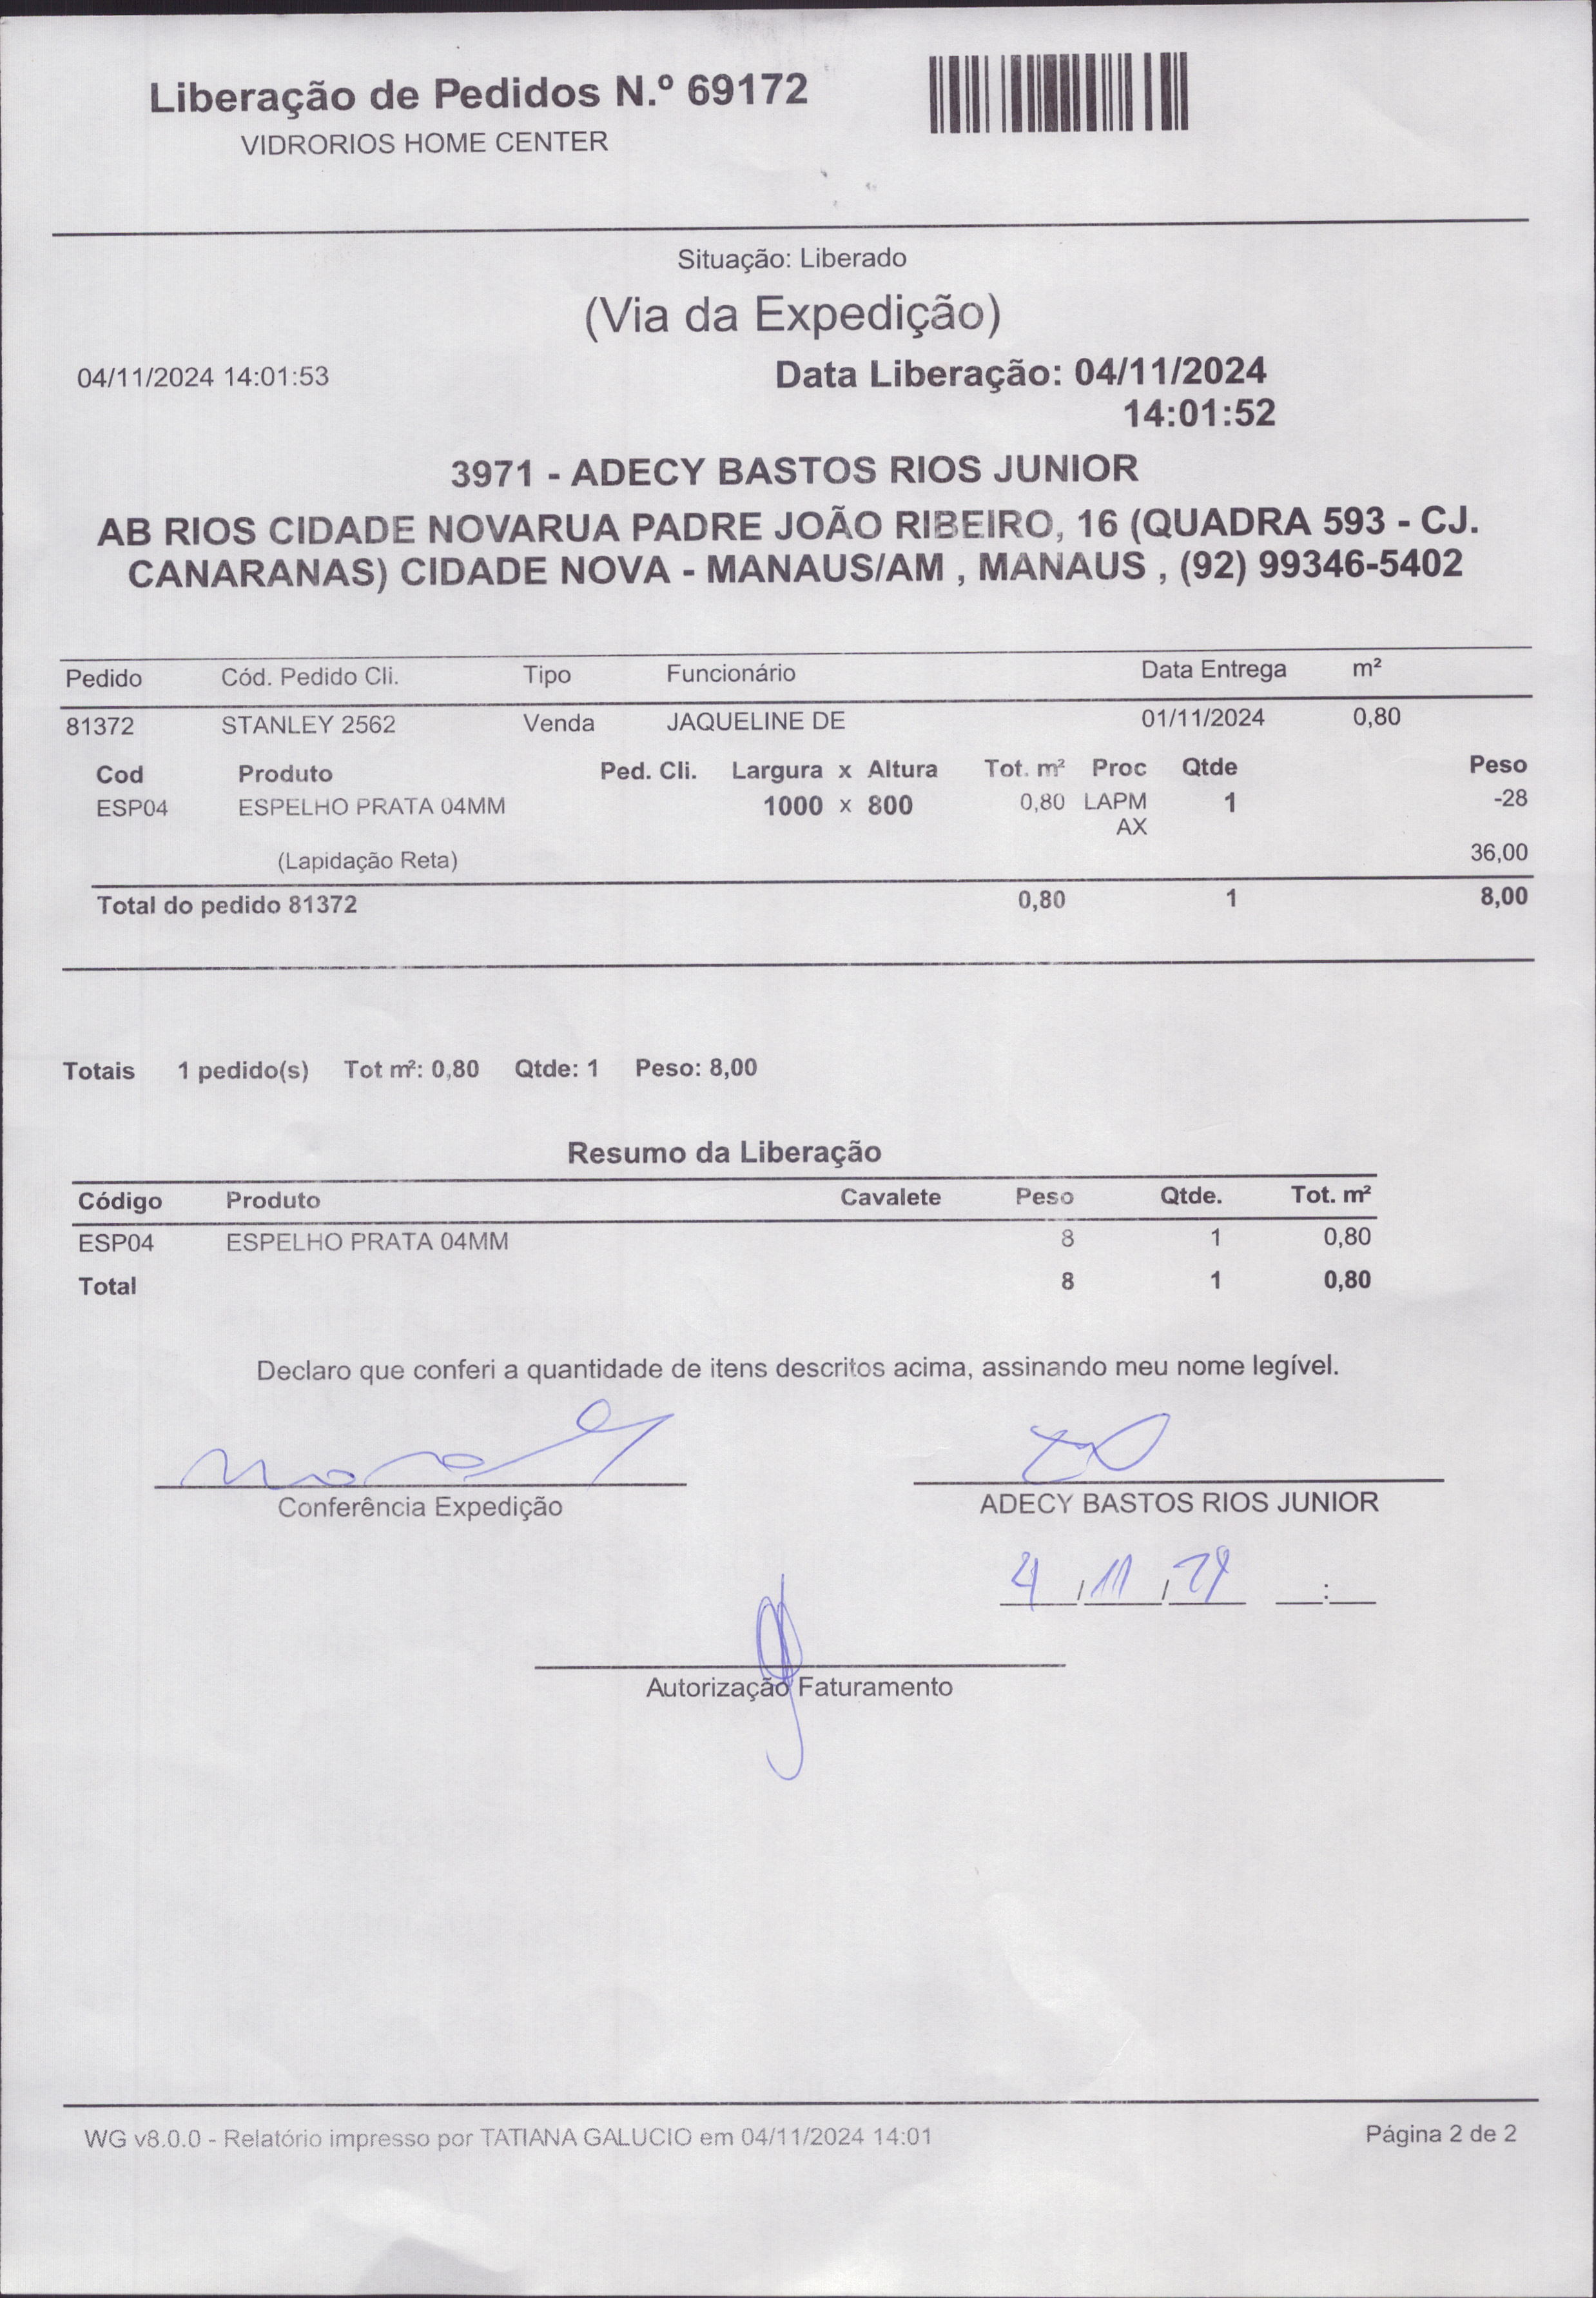 Liberação de Pedidos N.º 69172
VIDRORIOS HOME CENTER
Situação: Liberado
(Via da Expedição)
04/11/2024 14:01:53
Data Liberação: 04/11/2024
14:01:52
3971 - ADECY BASTOS RIOS JUNIOR
AB RIOS CIDADE NOVARUA PADRE JOÃO RIBEIRO, 16 (QUADRA 593 - CJ.
CANARANAS) CIDADE NOVA - MANAUS/AM , MANAUS , (92) 99346-5402
Pedido Cód. Pedido Cli. Tipo Funcionário Data Entrega m²
81372 STANLEY 2562 Venda JAQUELINE DE 01/11/2024 0,80
Cod Produto Ped. Cli. Largura x Altura Tot. m² Proc Qtde Peso
ESP04 ESPELHO PRATA 04MM 1000 x 800 0,80 LAPM 1 -28
AX
(Lapidação Reta) 36,00
Total do pedido 81372 0,80 1 8,00
Totais 1 pedido(s) Tot m²: 0,80 Qtde: 1 Peso: 8,00
Resumo da Liberação
Código Produto Cavalete Peso Qtde. Tot. m²
ESP04 ESPELHO PRATA 04MM 8 1 0,80
Total 8 1 0,80
Declaro que conferi a quantidade de itens descritos acima, assinando meu nome legível.
Conferência Expedição
ADECY BASTOS RIOS JUNIOR
4 / 11 / 24 :
Autorização Faturamento
WG v8.0.0 - Relatório impresso por TATIANA GALUCIO em 04/11/2024 14:01
Página 2 de 2